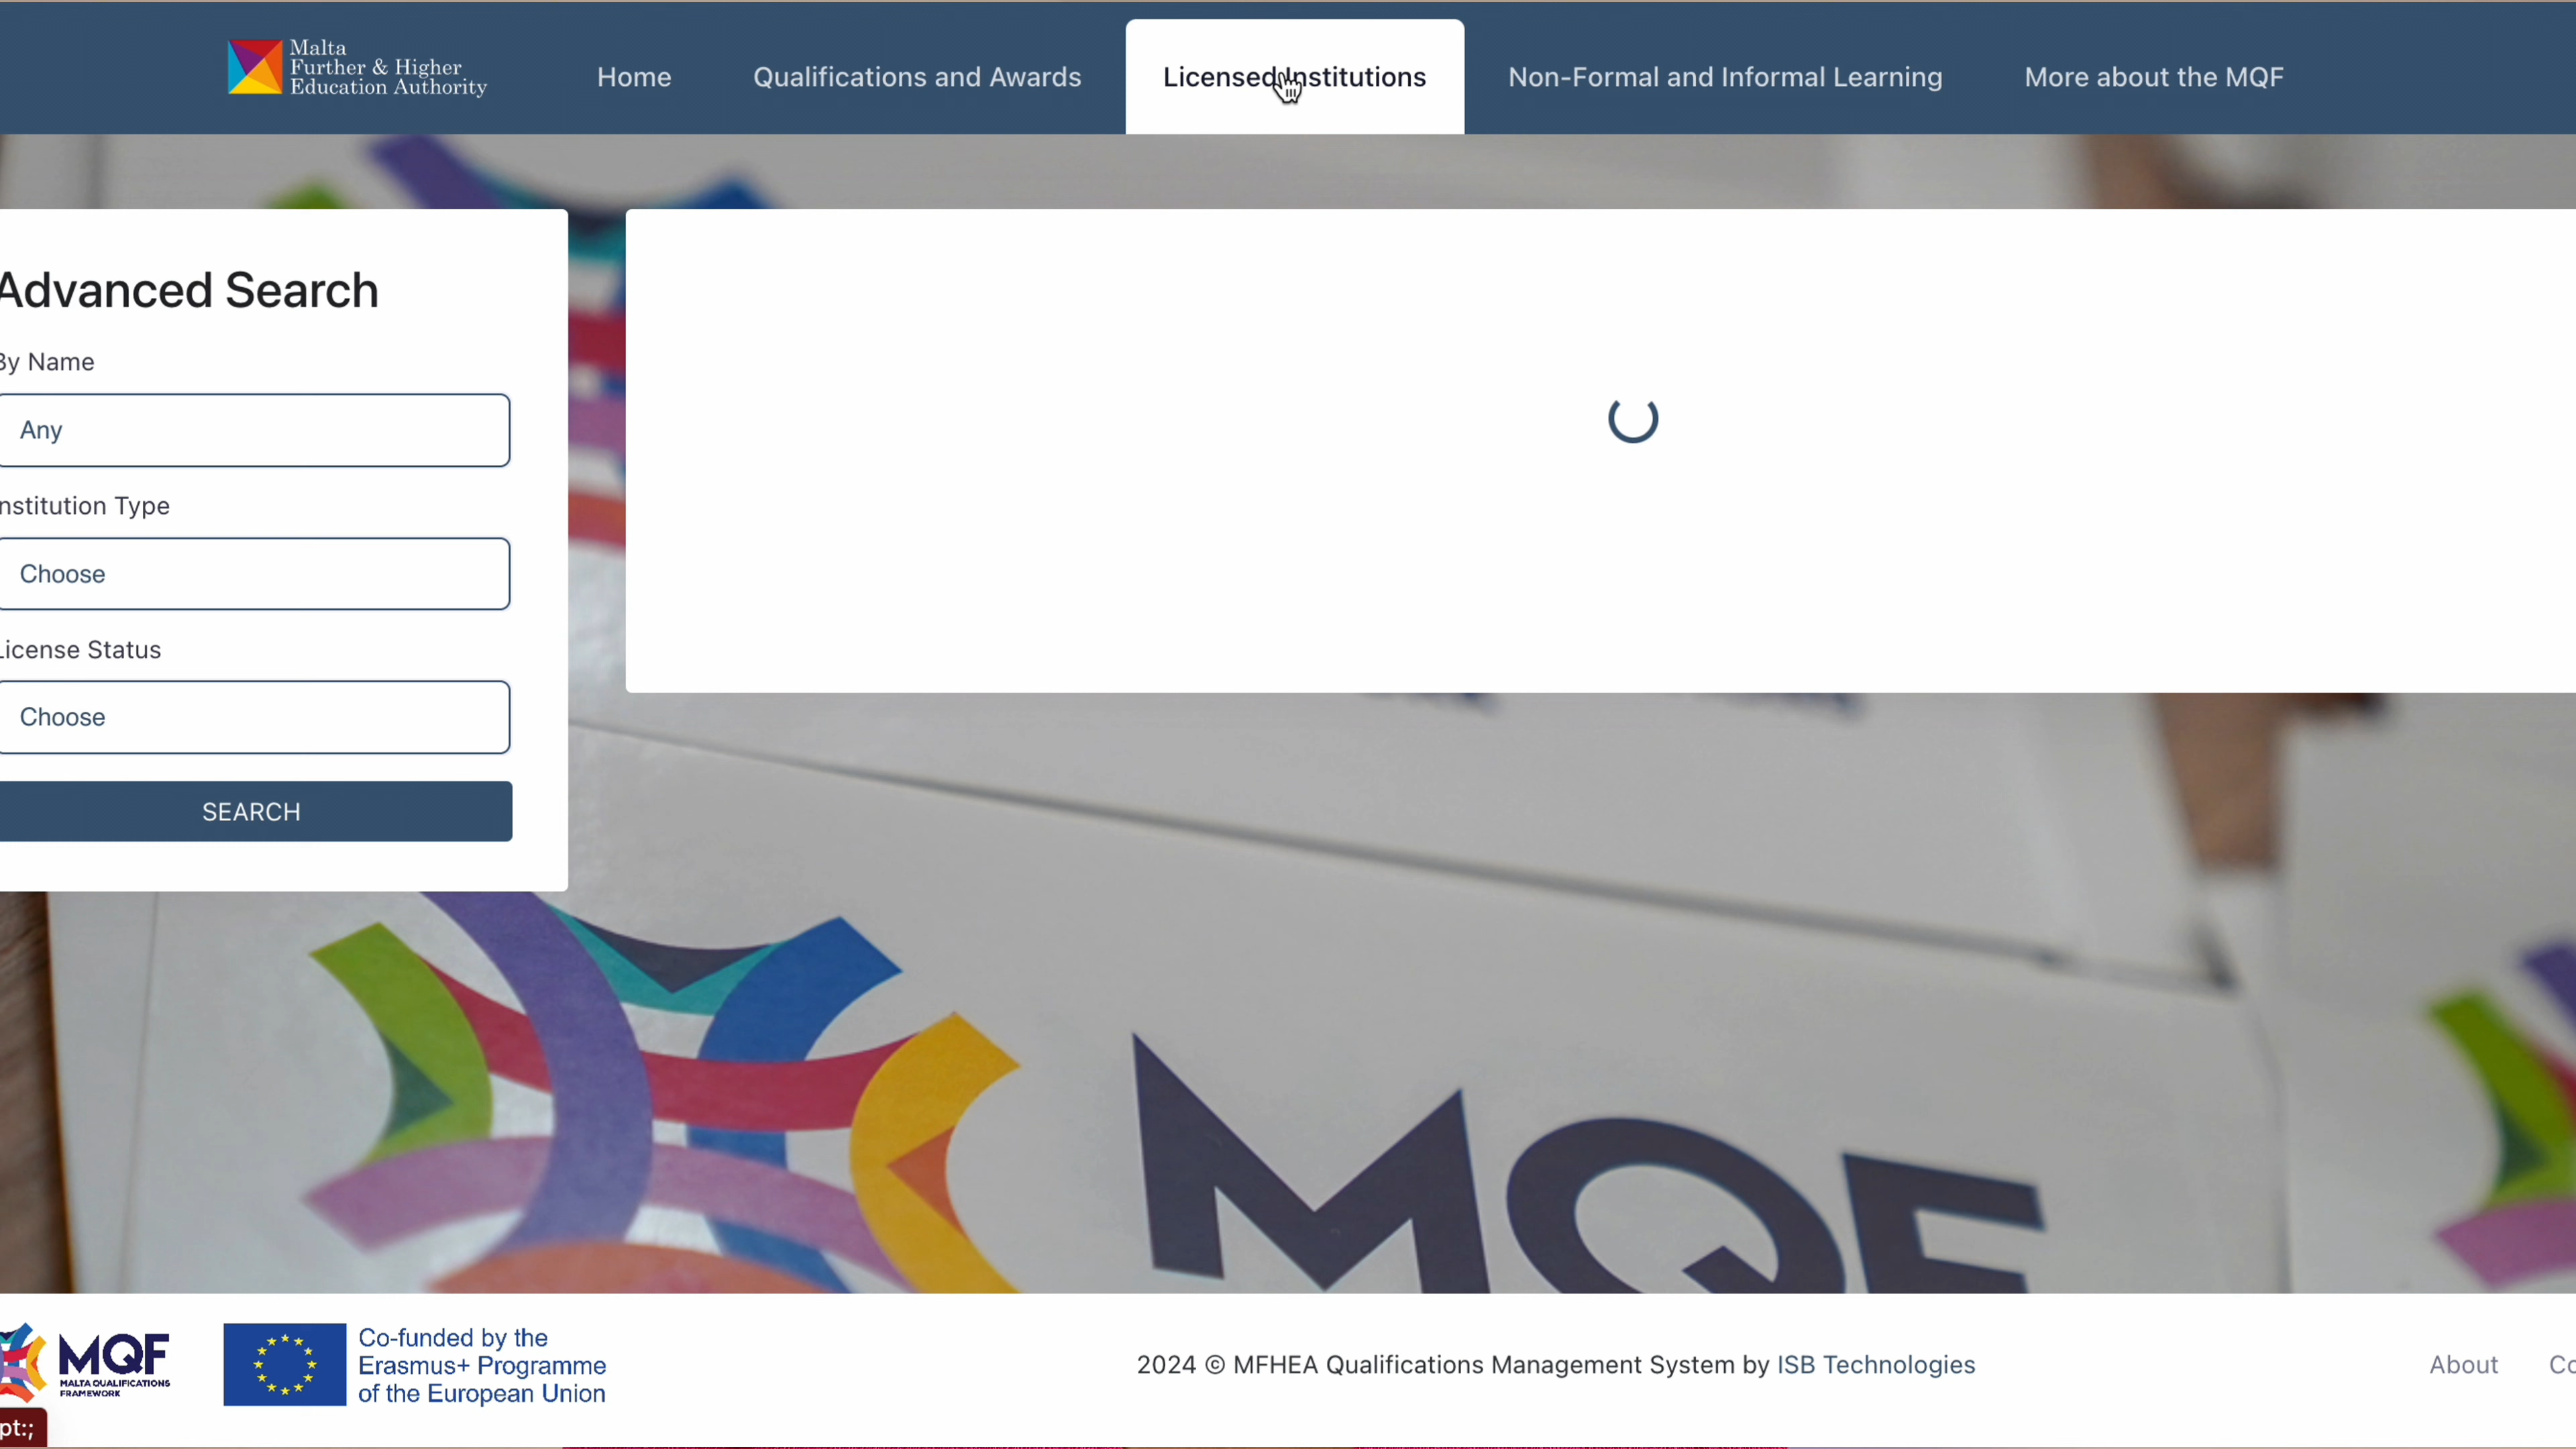 Malta
Further & Higher
Education Authority
Home
Qualifications and Awards
Licensed Institutions
Non-Formal and Informal Learning
More about the MQF
Advanced Search
By Name
Any
Institution Type
Choose
License Status
Choose
SEARCH
MQF
MQF
MALTA QUALIFICATIONS
FRAMEWORK
Co-funded by the
Erasmus+ Programme
of the European Union
2024 © MFHEA Qualifications Management System by ISB Technologies
About
pt:;